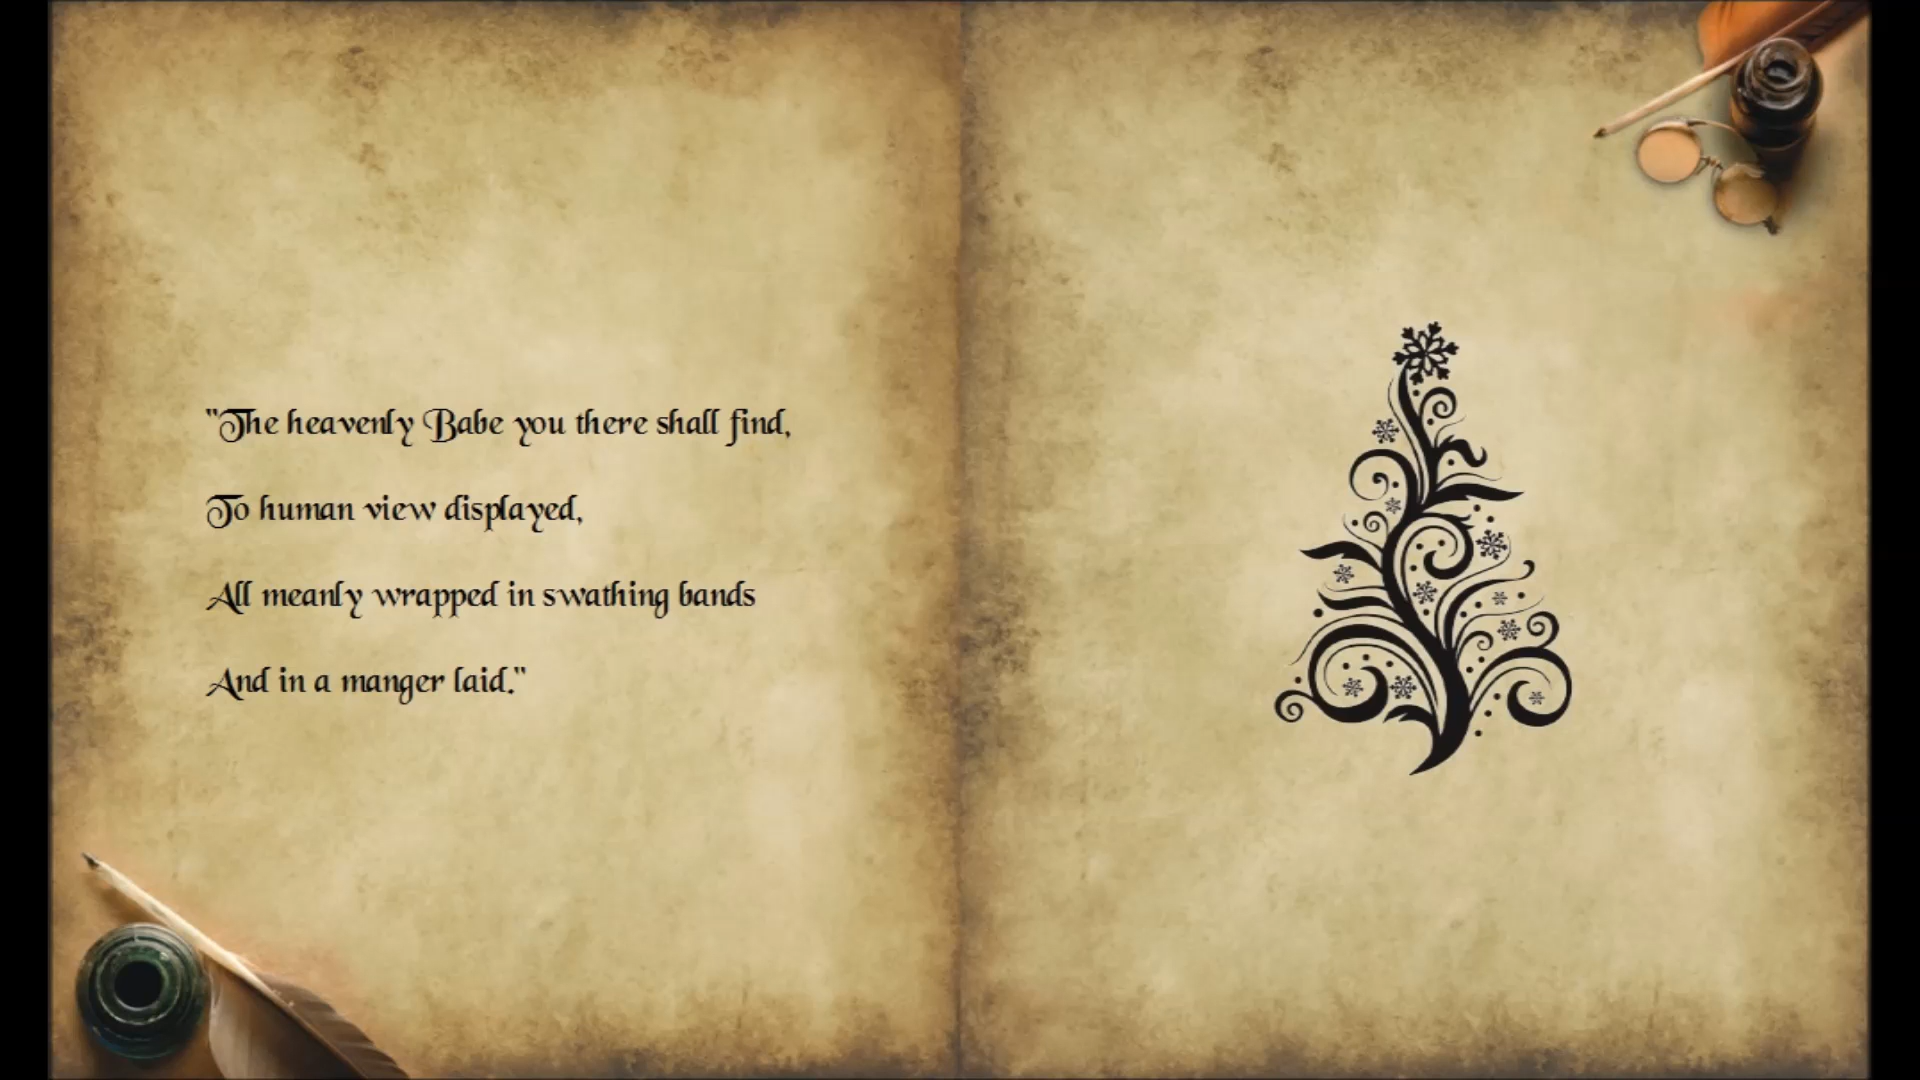 "The heavenly Babe you there shall find,
To human view displayed,
All meanly wrapped in swathing bands
And in a manger laid."